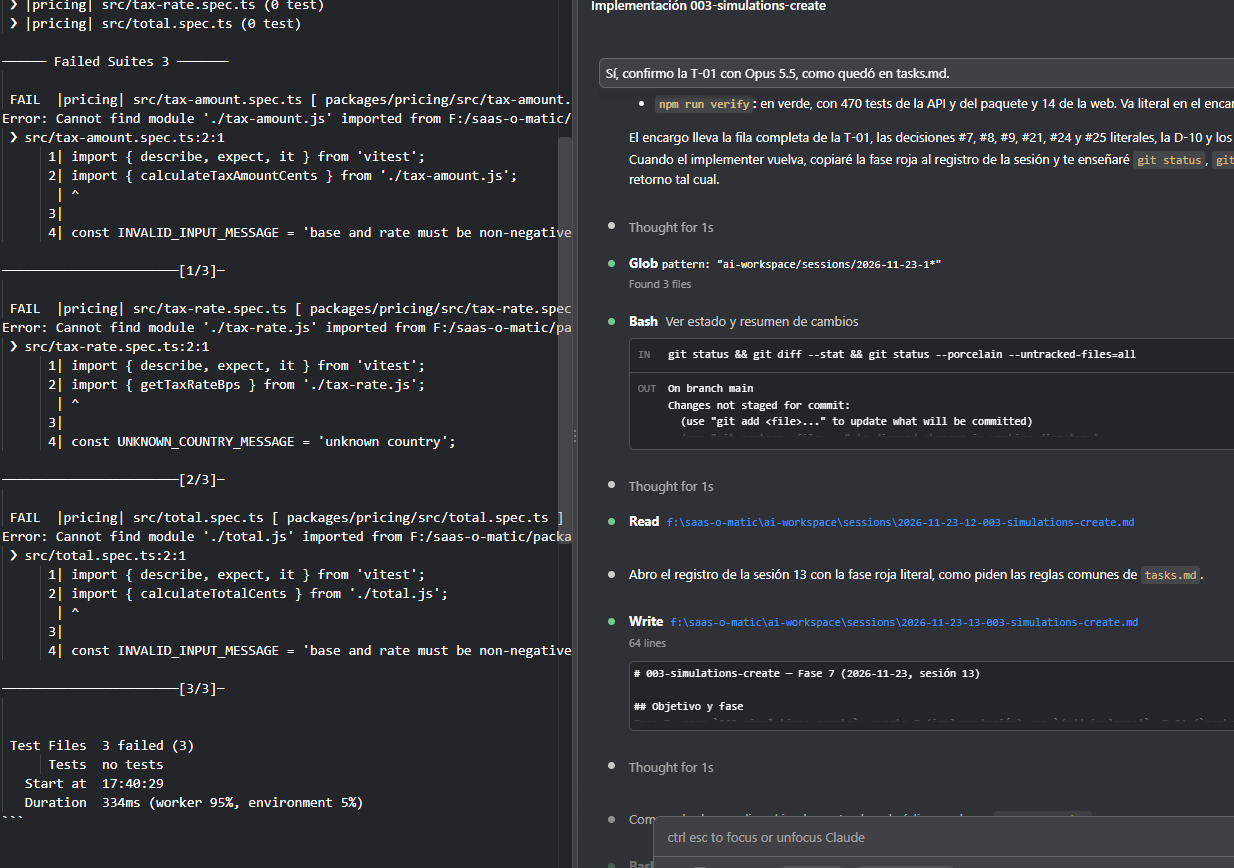 ❯ |pricing| src/tax-rate.spec.ts (0 test)
❯ |pricing| src/total.spec.ts (0 test)
Failed Suites 3
FAIL |pricing| src/tax-amount.spec.ts [ packages/pricing/src/tax-amount.
Error: Cannot find module './tax-amount.js' imported from F:/saas-o-matic/
❯ src/tax-amount.spec.ts:2:1
1| import { describe, expect, it } from 'vitest';
2| import { calculateTaxAmountCents } from './tax-amount.js';
| ^
3|
4| const INVALID_INPUT_MESSAGE = 'base and rate must be non-negative
[1/3]
FAIL |pricing| src/tax-rate.spec.ts [ packages/pricing/src/tax-rate.spec
Error: Cannot find module './tax-rate.js' imported from F:/saas-o-matic/pa
❯ src/tax-rate.spec.ts:2:1
1| import { describe, expect, it } from 'vitest';
2| import { getTaxRateBps } from './tax-rate.js';
| ^
3|
4| const UNKNOWN_COUNTRY_MESSAGE = 'unknown country';
[2/3]
FAIL |pricing| src/total.spec.ts [ packages/pricing/src/total.spec.ts ]
Error: Cannot find module './total.js' imported from F:/saas-o-matic/packa
❯ src/total.spec.ts:2:1
1| import { describe, expect, it } from 'vitest';
2| import { calculateTotalCents } from './total.js';
| ^
3|
4| const INVALID_INPUT_MESSAGE = 'base and rate must be non-negative
[3/3]
Test Files 3 failed (3)
Tests no tests
Start at 17:40:29
Duration 334ms (worker 95%, environment 5%)
```
Implementación 003-simulations-create
Sí, confirmo la T-01 con Opus 5.5, como quedó en tasks.md.
• npm run verify: en verde, con 470 tests de la API y del paquete y 14 de la web. Va literal en el encar
El encargo lleva la fila completa de la T-01, las decisiones #7, #8, #9, #21, #24 y #25 literales, la D-10 y los
Cuando el implementer vuelva, copiaré la fase roja al registro de la sesión y te enseñaré git status, git
retorno tal cual.
Thought for 1s
Glob pattern: "ai-workspace/sessions/2026-11-23-1*"
Found 3 files
Bash Ver estado y resumen de cambios
IN git status && git diff --stat && git status --porcelain --untracked-files=all
OUT On branch main
Changes not staged for commit:
(use "git add <file>..." to update what will be committed)
Thought for 1s
Read f:\saas-o-matic\ai-workspace\sessions\2026-11-23-12-003-simulations-create.md
Abro el registro de la sesión 13 con la fase roja literal, como piden las reglas comunes de tasks.md.
Write f:\saas-o-matic\ai-workspace\sessions\2026-11-23-13-003-simulations-create.md
64 lines
# 003-simulations-create — Fase 7 (2026-11-23, sesión 13)
## Objetivo y fase
Thought for 1s
ctrl esc to focus or unfocus Claude